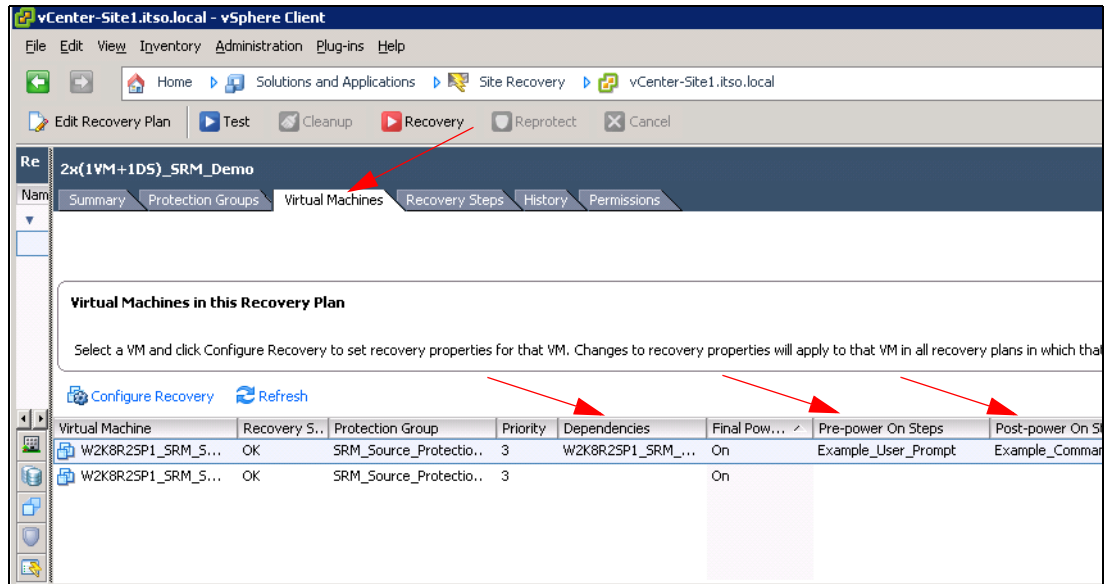 vCenter-Site1.itso.local - vSphere Client
File Edit View Inventory Administration Plug-ins Help
Home Solutions and Applications Site Recovery vCenter-Site1.itso.local
Edit Recovery Plan Test Cleanup Recovery Reprotect Cancel
Re
2x(1VM+1DS)_SRM_Demo
Nam
Summary Protection Groups Virtual Machines Recovery Steps History Permissions
Virtual Machines in this Recovery Plan
Select a VM and click Configure Recovery to set recovery properties for that VM. Changes to recovery properties will apply to that VM in all recovery plans in which that
Configure Recovery Refresh
Virtual Machine Recovery S.. Protection Group Priority Dependencies Final Pow... Pre-power On Steps Post-power On St
W2K8R2SP1_SRM_S... OK SRM_Source_Protectio.. 3 W2K8R2SP1_SRM_... On Example_User_Prompt Example_Comman
W2K8R2SP1_SRM_S... OK SRM_Source_Protectio.. 3 On